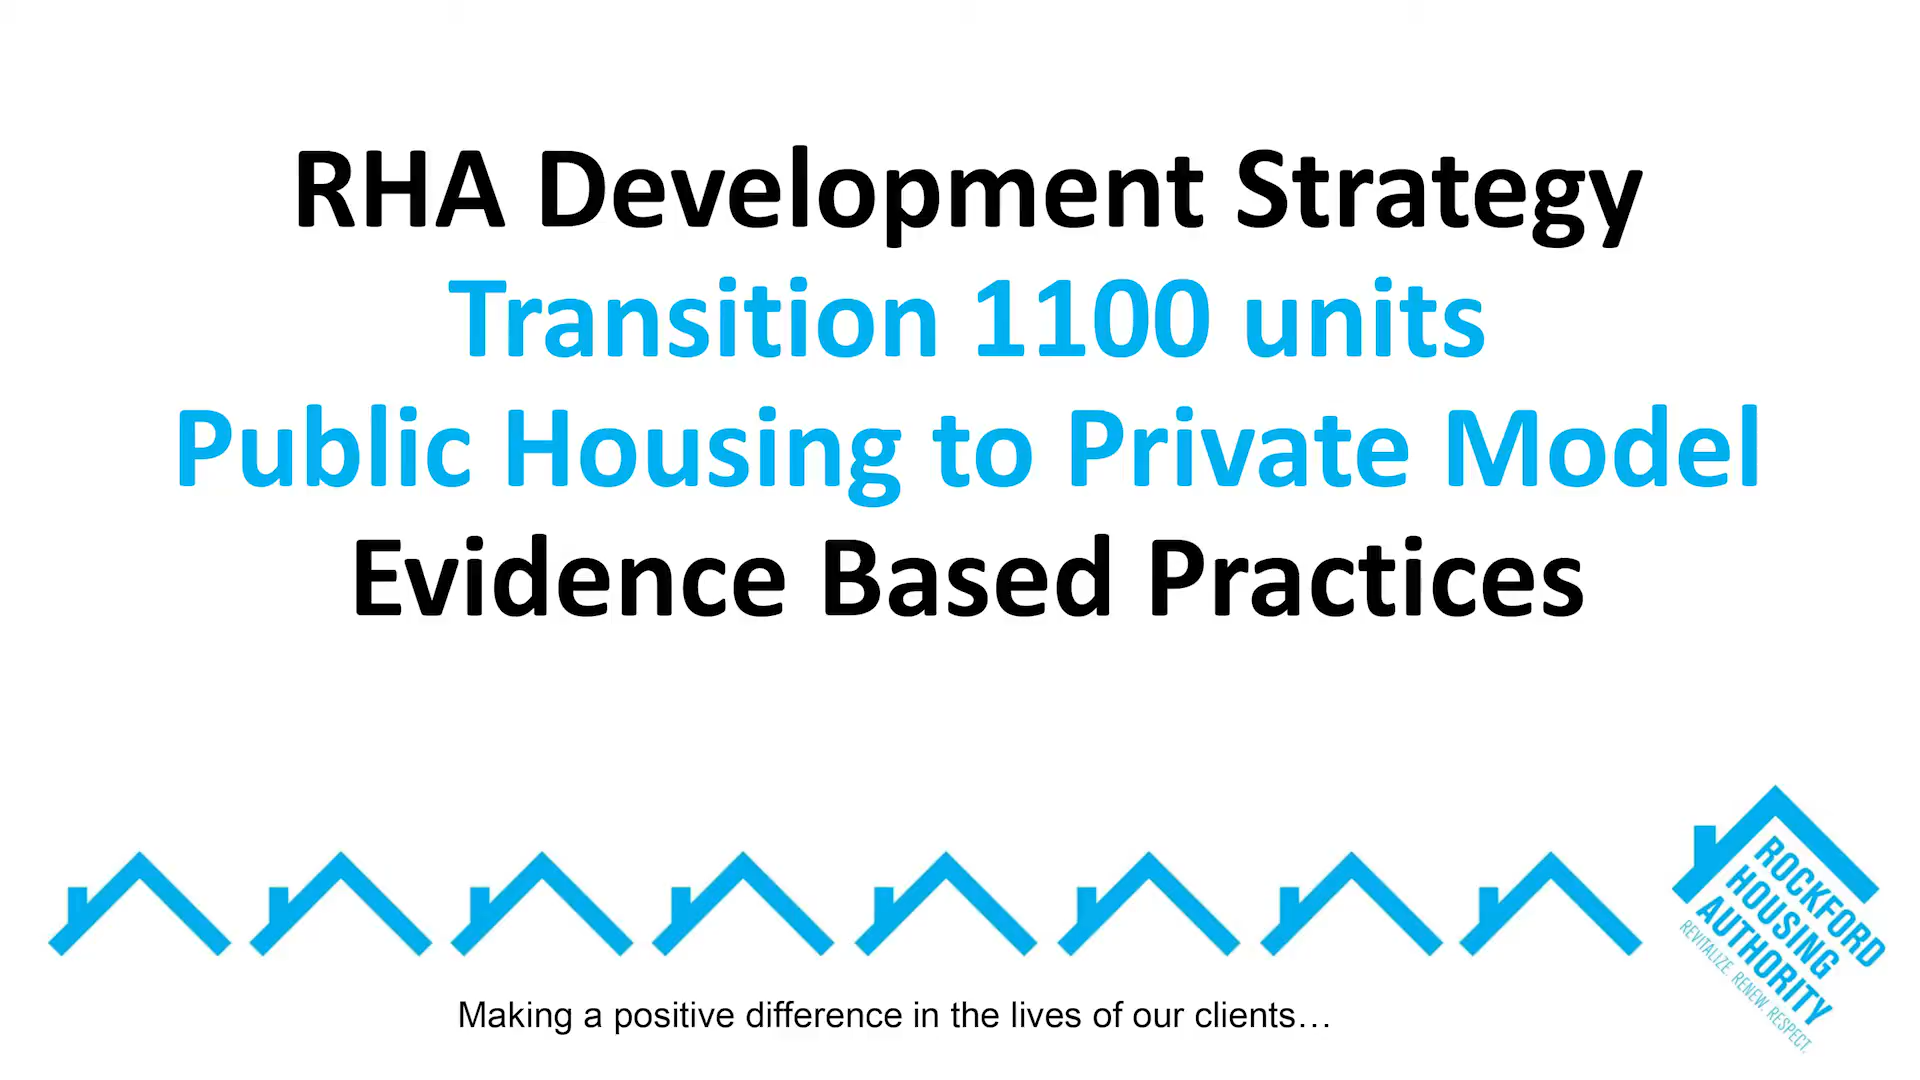 RHA Development Strategy
Transition 1100 units
Public Housing to Private Model
Evidence Based Practices
ROCKFORD
HOUSING
AUTHORITY
REVITALIZE. RENEW. RESPECT.
Making a positive difference in the lives of our clients…